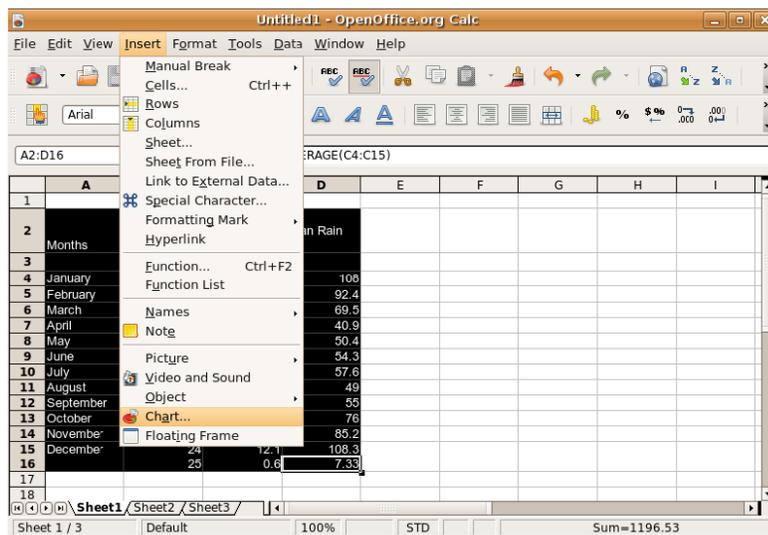 Untitled1 - OpenOffice.org Calc
File Edit View Insert Format Tools Data Window Help
Manual Break
Cells... Ctrl++
Rows
Columns
Sheet...
Sheet From File...
Link to External Data...
Special Character...
Formatting Mark
Hyperlink
Function... Ctrl+F2
Function List
Names
Note
Picture
Video and Sound
Object
Chart...
Floating Frame
ABC ABC
Arial
% $%
A2:D16 ERAGE(C4:C15)
A D E F G H I
1
2 Months an Rain
3
4 January 108
5 February 92.4
6 March 69.5
7 April 40.9
8 May 50.4
9 June 54.3
10 July 57.6
11 August 49
12 September 55
13 October 76
14 November 85.2
15 December 24 12.1 108.3
16 25 0.6 7.33
17
18
Sheet1 Sheet2 Sheet3
Sheet 1 / 3 Default 100% STD Sum=1196.53